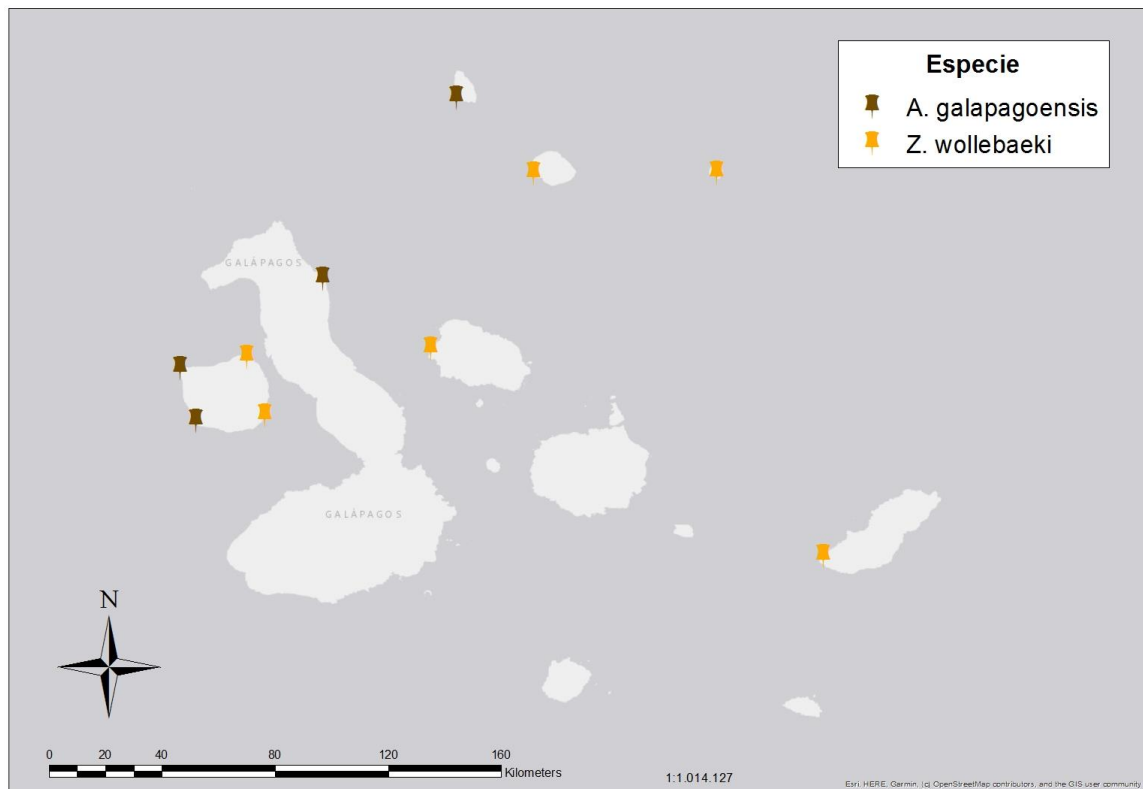 Especie
A. galapagoensis
Z. wollebaeki
GALÁPAGOS
GALÁPAGOS
N
0 20 40 80 120 160
Kilometers
1:1.014.127
Esri, HERE, Garmin, (c) OpenStreetMap contributors, and the GIS user community